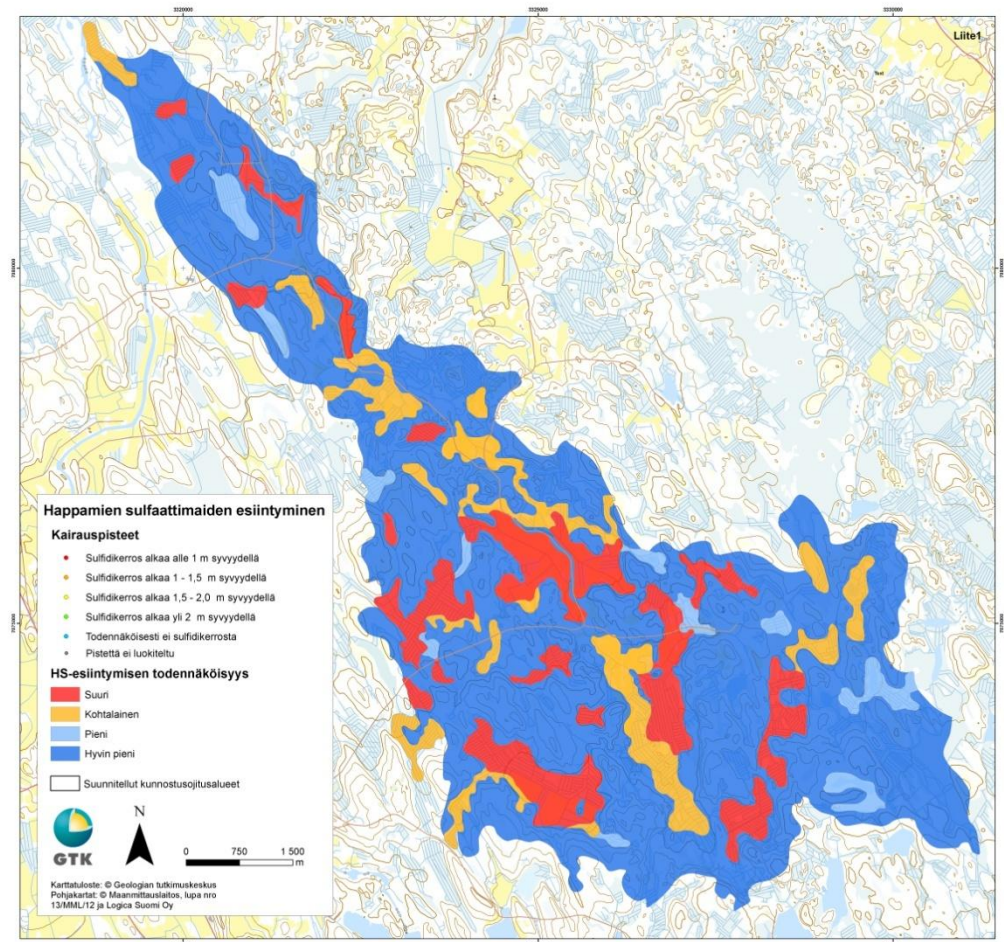 3320000
3325000
3330000
Liite1
Happamien sulfaattimaiden esiintyminen
Kairauspisteet
Sulfidikerros alkaa alle 1 m syvyydellä
Sulfidikerros alkaa 1 - 1,5 m syvyydellä
Sulfidikerros alkaa 1,5 - 2,0 m syvyydellä
Sulfidikerros alkaa yli 2 m syvyydellä
Todennäköisesti ei sulfidikerrosta
Pistettä ei luokiteltu
HS-esiintymisen todennäköisyys
Suuri
Kohtalainen
Pieni
Hyvin pieni
Suunnitellut kunnostusojitusalueet
GTK
N
0 750 1 500
m
Karttatuloste: © Geologian tutkimuskeskus
Pohjakartat: © Maanmittauslaitos, lupa nro
13/MML/12 ja Logica Suomi Oy